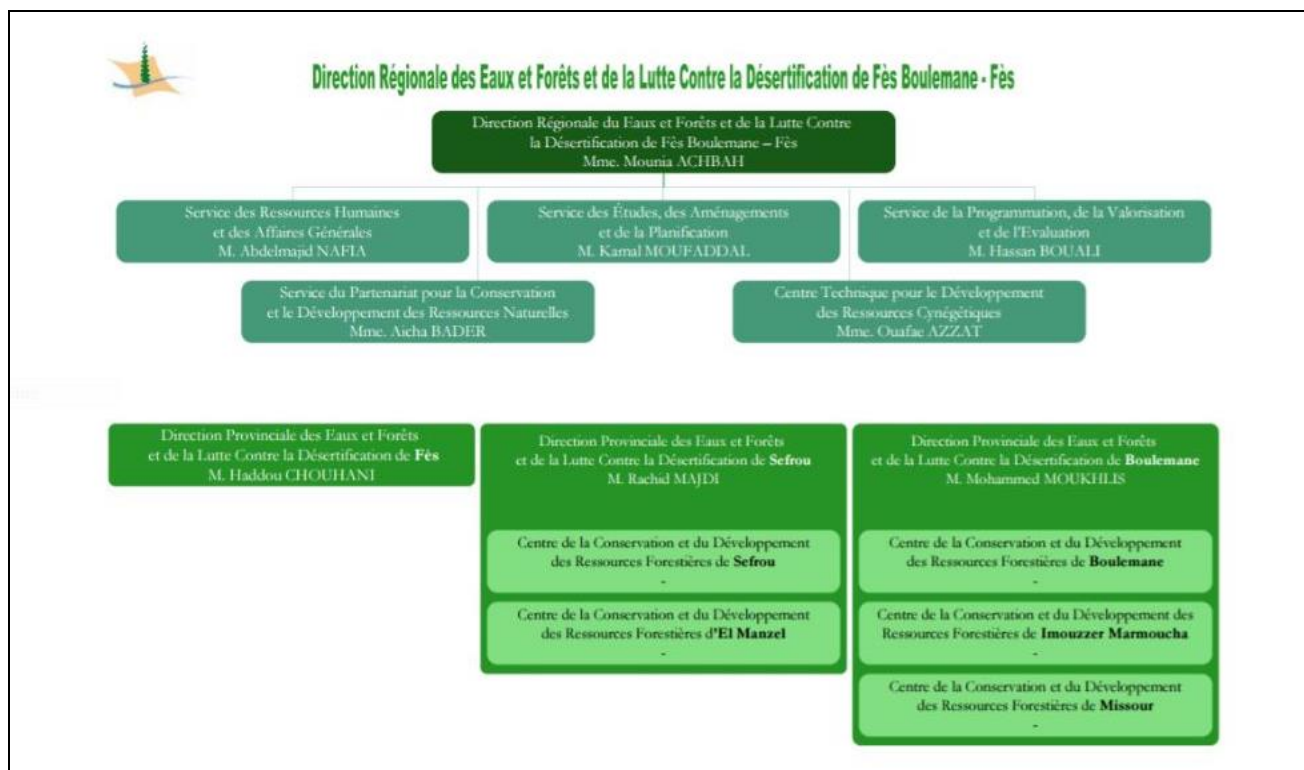 Direction Régionale des Eaux et Forêts et de la Lutte Contre la Désertification de Fès Boulemane - Fès
Direction Régionale du Eaux et Forêts et de la Lutte Contre
la Désertification de Fès Boulemane – Fès
Mme. Mounia ACHBAH
Service des Ressources Humaines
et des Affaires Générales
M. Abdelmajid NAFIA
Service des Études, des Aménagements
et de la Planification
M. Kamal MOUFADDAL
Service de la Programmation, de la Valorisation
et de l'Evaluation
M. Hassan BOUALI
Service du Partenariat pour la Conservation
et le Développement des Ressources Naturelles
Mme. Aicha BADER
Centre Technique pour le Développement
des Ressources Cynégétiques
Mme. Ouafae AZZAT
Direction Provinciale des Eaux et Forêts
et de la Lutte Contre la Désertification de Fès
M. Haddou CHOUHANI
Direction Provinciale des Eaux et Forêts
et de la Lutte Contre la Désertification de Sefrou
M. Rachid MAJDI
Centre de la Conservation et du Développement
des Ressources Forestières de Sefrou
-
Centre de la Conservation et du Développement
des Ressources Forestières d'El Manzel
-
Direction Provinciale des Eaux et Forêts
et de la Lutte Contre la Désertification de Boulemane
M. Mohammed MOUKHLIS
Centre de la Conservation et du Développement
des Ressources Forestières de Boulemane
-
Centre de la Conservation et du Développement des
Ressources Forestières de Imouzzer Marmoucha
-
Centre de la Conservation et du Développement
des Ressources Forestières de Missour
-